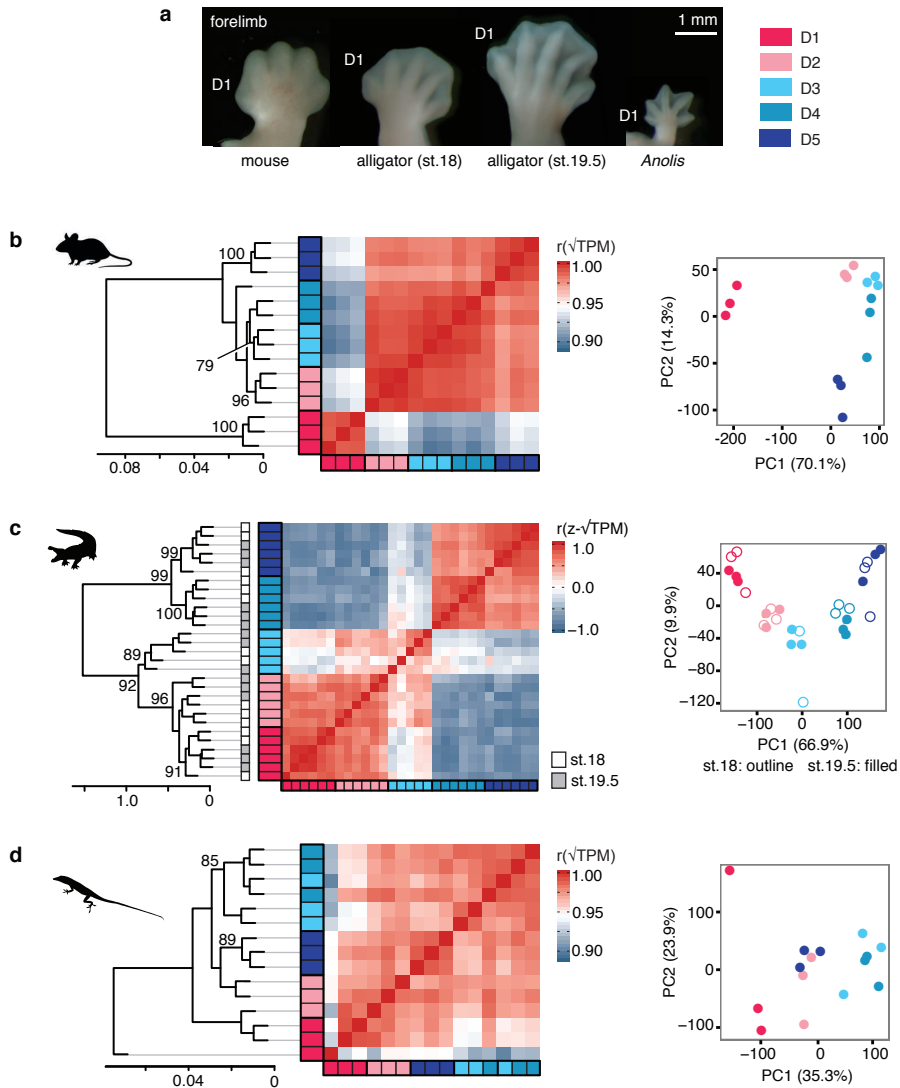 a
forelimb
D1
D1
D1
D1
1 mm
mouse
alligator (st.18)
alligator (st.19.5)
Anolis
D1
D2
D3
D4
D5
b
100
79
96
100
0.08
0.04
0
r(√TPM)
1.00
0.95
0.90
50
0
-50
-100
PC2 (14.3%)
-200
0
100
PC1 (70.1%)
c
99
99
100
89
92
96
91
1.0
0
r(z-√TPM)
1.0
0.0
−1.0
st.18
st.19.5
40
0
−40
−80
−120
PC2 (9.9%)
−100
0
100
PC1 (66.9%)
st.18: outline st.19.5: filled
d
85
89
0.04
0
r(√TPM)
1.00
0.95
0.90
100
0
−100
PC2 (23.9%)
−100
0
100
PC1 (35.3%)